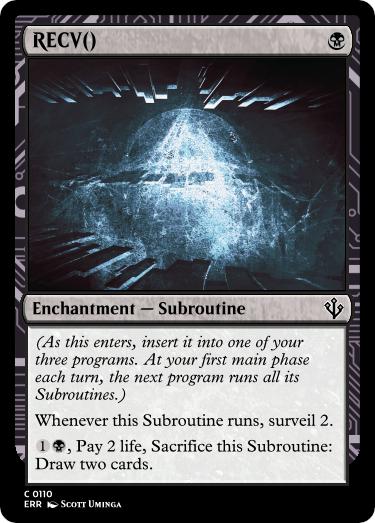 RECV()
Enchantment — Subroutine
(As this enters, insert it into one of your
three programs. At your first main phase
each turn, the next program runs all its
Subroutines.)
Whenever this Subroutine runs, surveil 2.
1, Pay 2 life, Sacrifice this Subroutine:
Draw two cards.
C 0110
ERR Scott Uminga